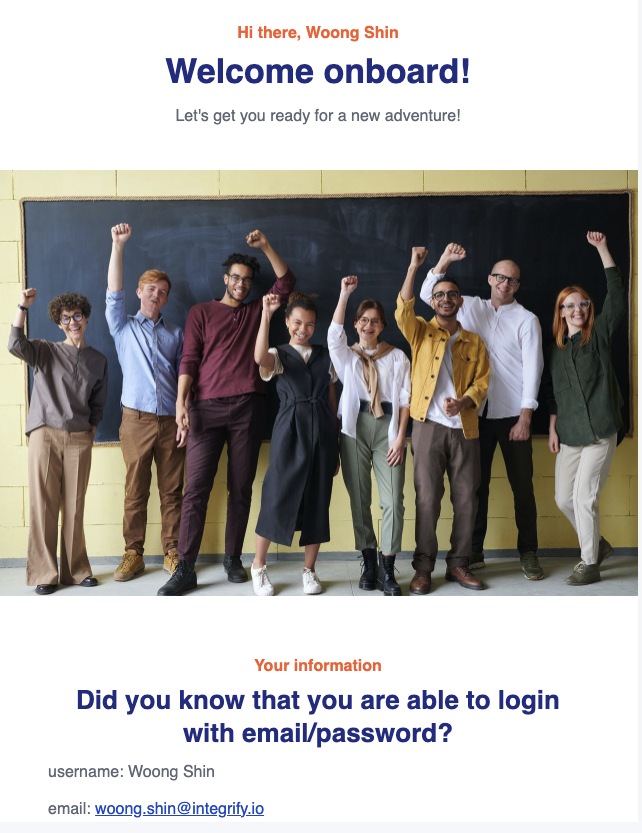 Hi there, Woong Shin
Welcome onboard!
Let's get you ready for a new adventure!
Your information
Did you know that you are able to login
with email/password?
username: Woong Shin
email: woong.shin@integrify.io